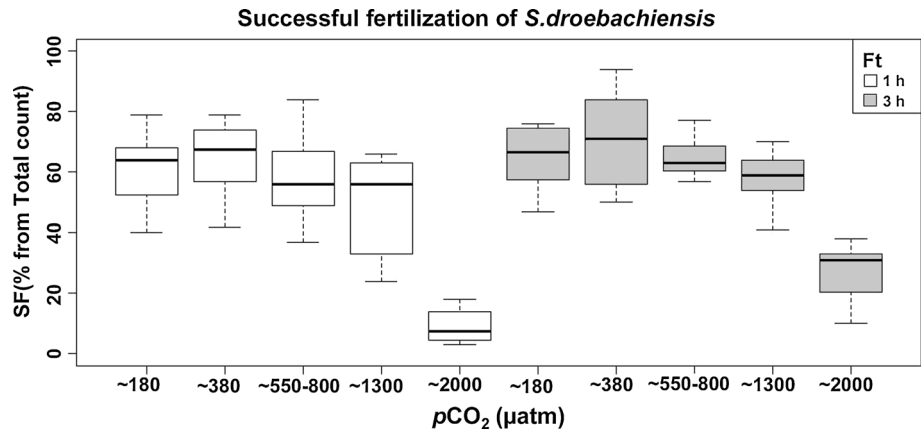 Successful fertilization of S.droebachiensis
SF(% from Total count)
100
80
60
40
20
0
Ft
1 h
3 h
~180 ~380 ~550-800 ~1300 ~2000 ~180 ~380 ~550-800 ~1300 ~2000
pCO₂ (µatm)